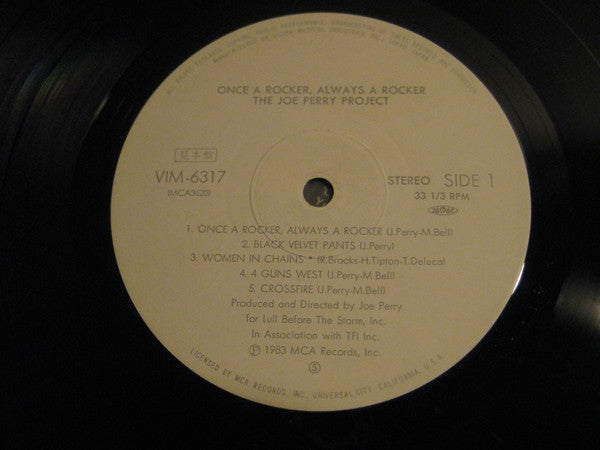 ALL RIGHTS RESERVED.
ONCE A ROCKER, ALWAYS A ROCKER
THE JOE PERRY PROJECT
見本盤
VIM-6317
(MCA3620)
STEREO SIDE 1
33 1/3 RPM
1. ONCE A ROCKER, ALWAYS A ROCKER (J.Perry-M.Bell)
2. BLACK VELVET PANTS (J.Perry)
3. WOMEN IN CHAINS * (R.Brooks-H.Tipton-T.Deluca)
4. 4 GUNS WEST (J.Perry-M.Bell)
5. CROSSFIRE (J.Perry-M.Bell)
Produced and Directed by Joe Perry
for Lull Before The Storm, Inc.
In Association with TFI Inc.
Ⓟ 1983 MCA Records, Inc.
⑤
LICENSED BY MCA RECORDS, INC., UNIVERSAL CITY, CALIFORNIA, U.S.A.